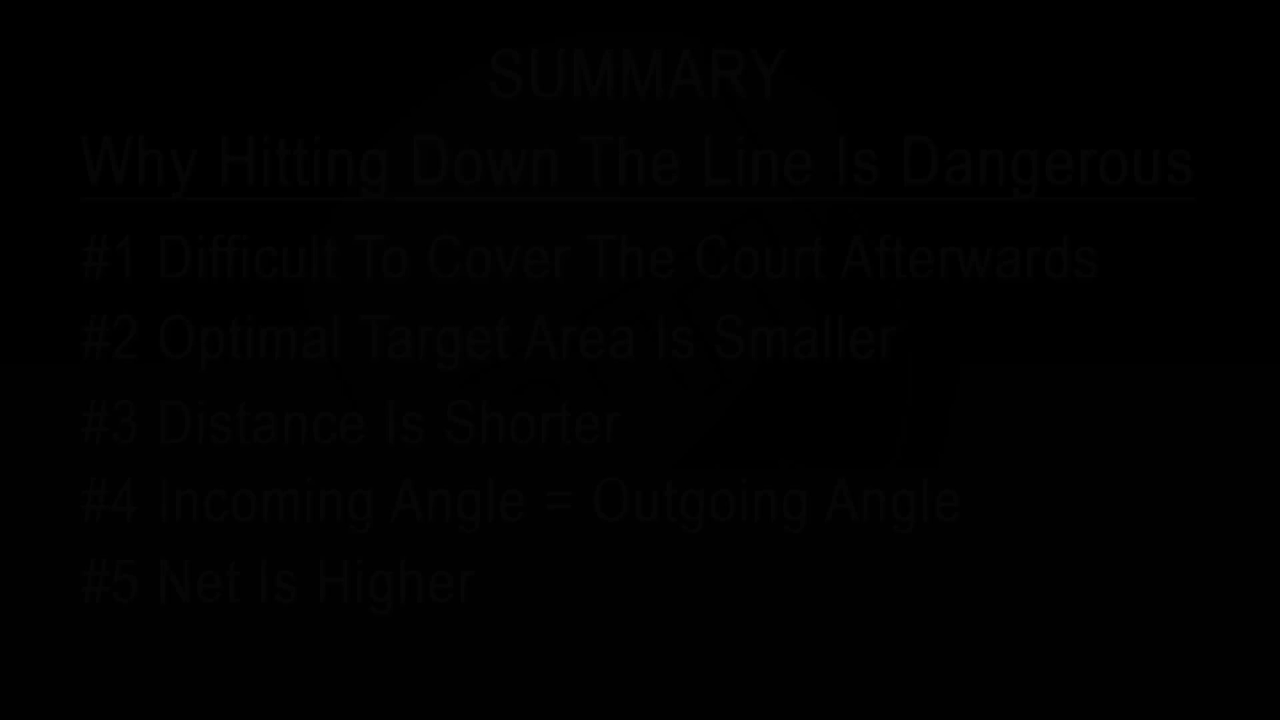 SUMMARY
Why Hitting Down The Line Is Dangerous
#1 Difficult To Cover The Court Afterwards
#2 Optimal Target Area Is Smaller
#3 Distance Is Shorter
#4 Incoming Angle = Outgoing Angle
#5 Net Is Higher